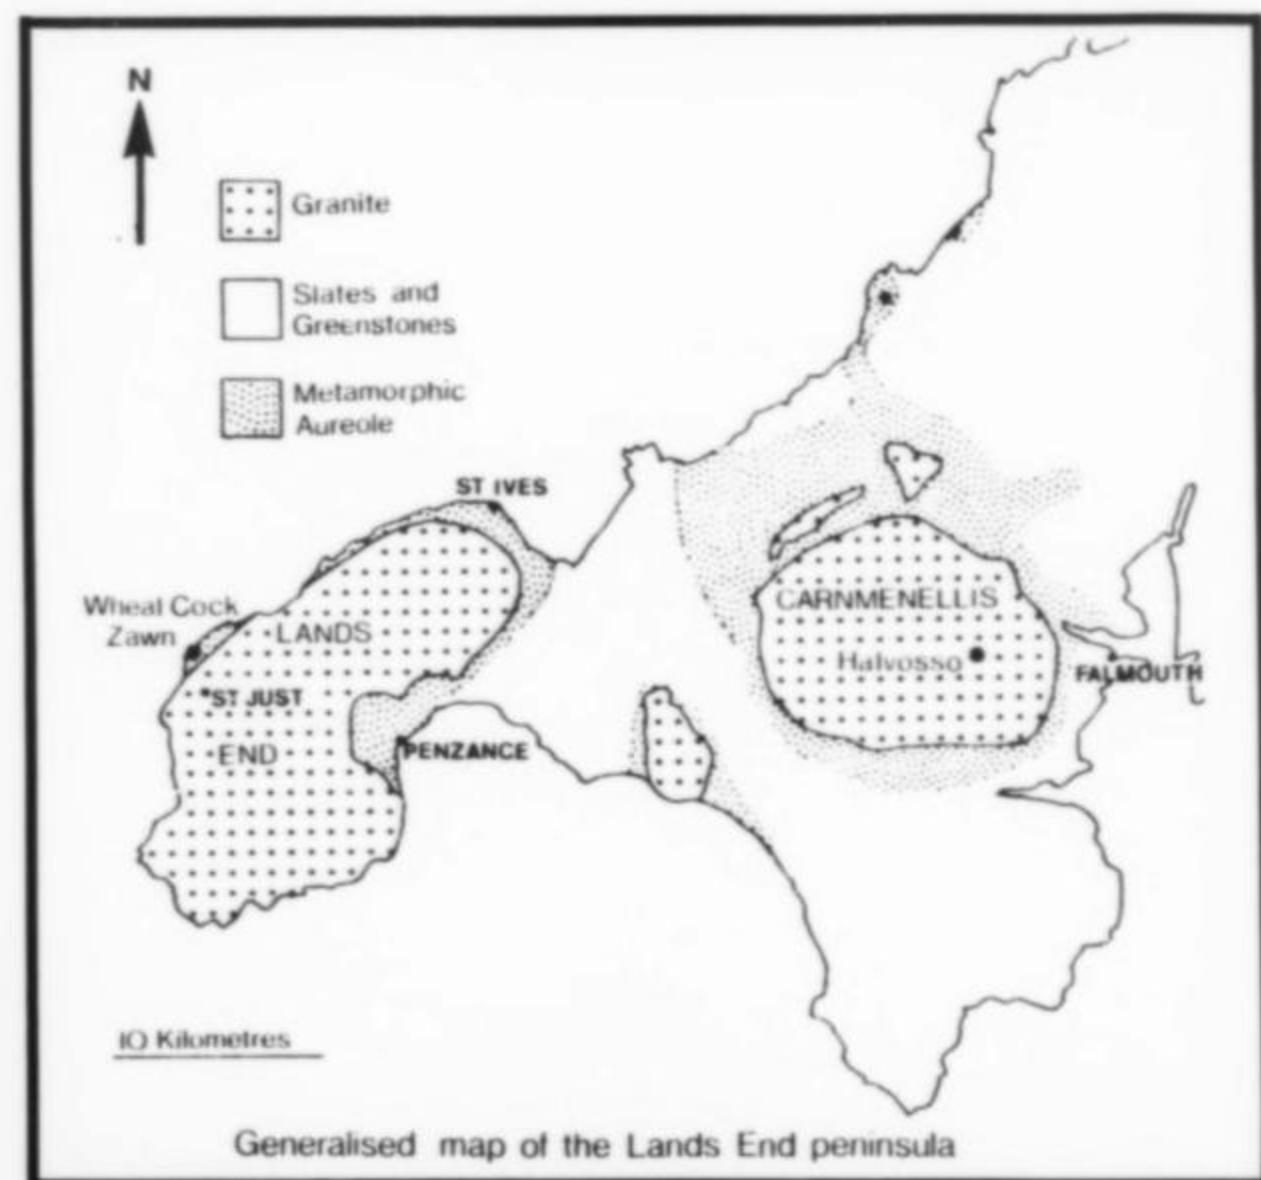 N
Granite
Slates and
Greenstones
Metamorphic
Aureole
ST IVES
Wheal Cock
Zawn
LANDS
ST JUST
END
PENZANCE
CARNMENELLIS
Halvosso
FALMOUTH
10 Kilometres
Generalised map of the Lands End peninsula